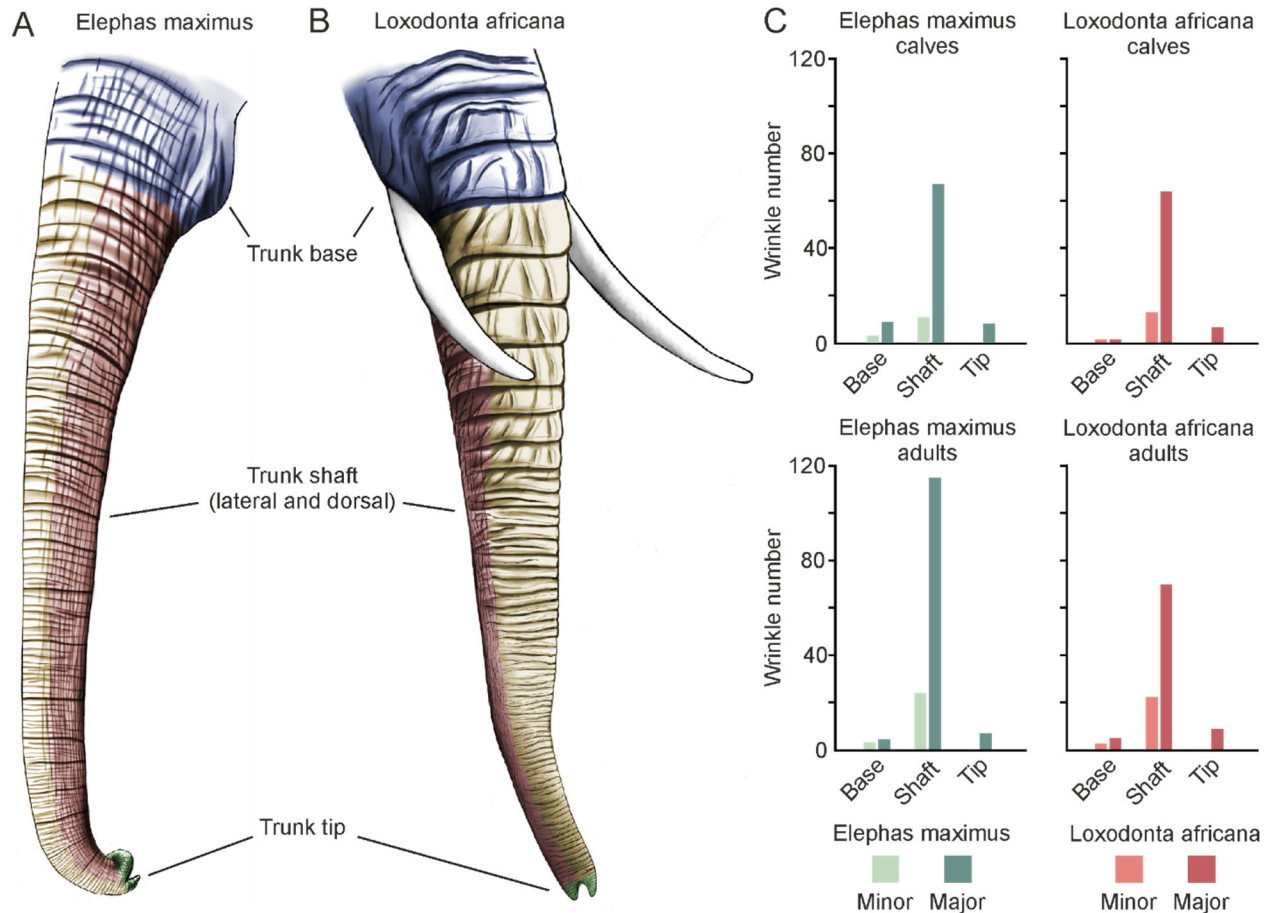 A
Elephas maximus
B
Loxodonta africana
Trunk base
Trunk shaft
(lateral and dorsal)
Trunk tip
C
Elephas maximus
calves
Loxodonta africana
calves
Wrinkle number
120
80
40
0
Base
Shaft
Tip
Base
Shaft
Tip
Elephas maximus
adults
Loxodonta africana
adults
Wrinkle number
120
80
40
0
Base
Shaft
Tip
Base
Shaft
Tip
Elephas maximus
Minor Major
Loxodonta africana
Minor Major